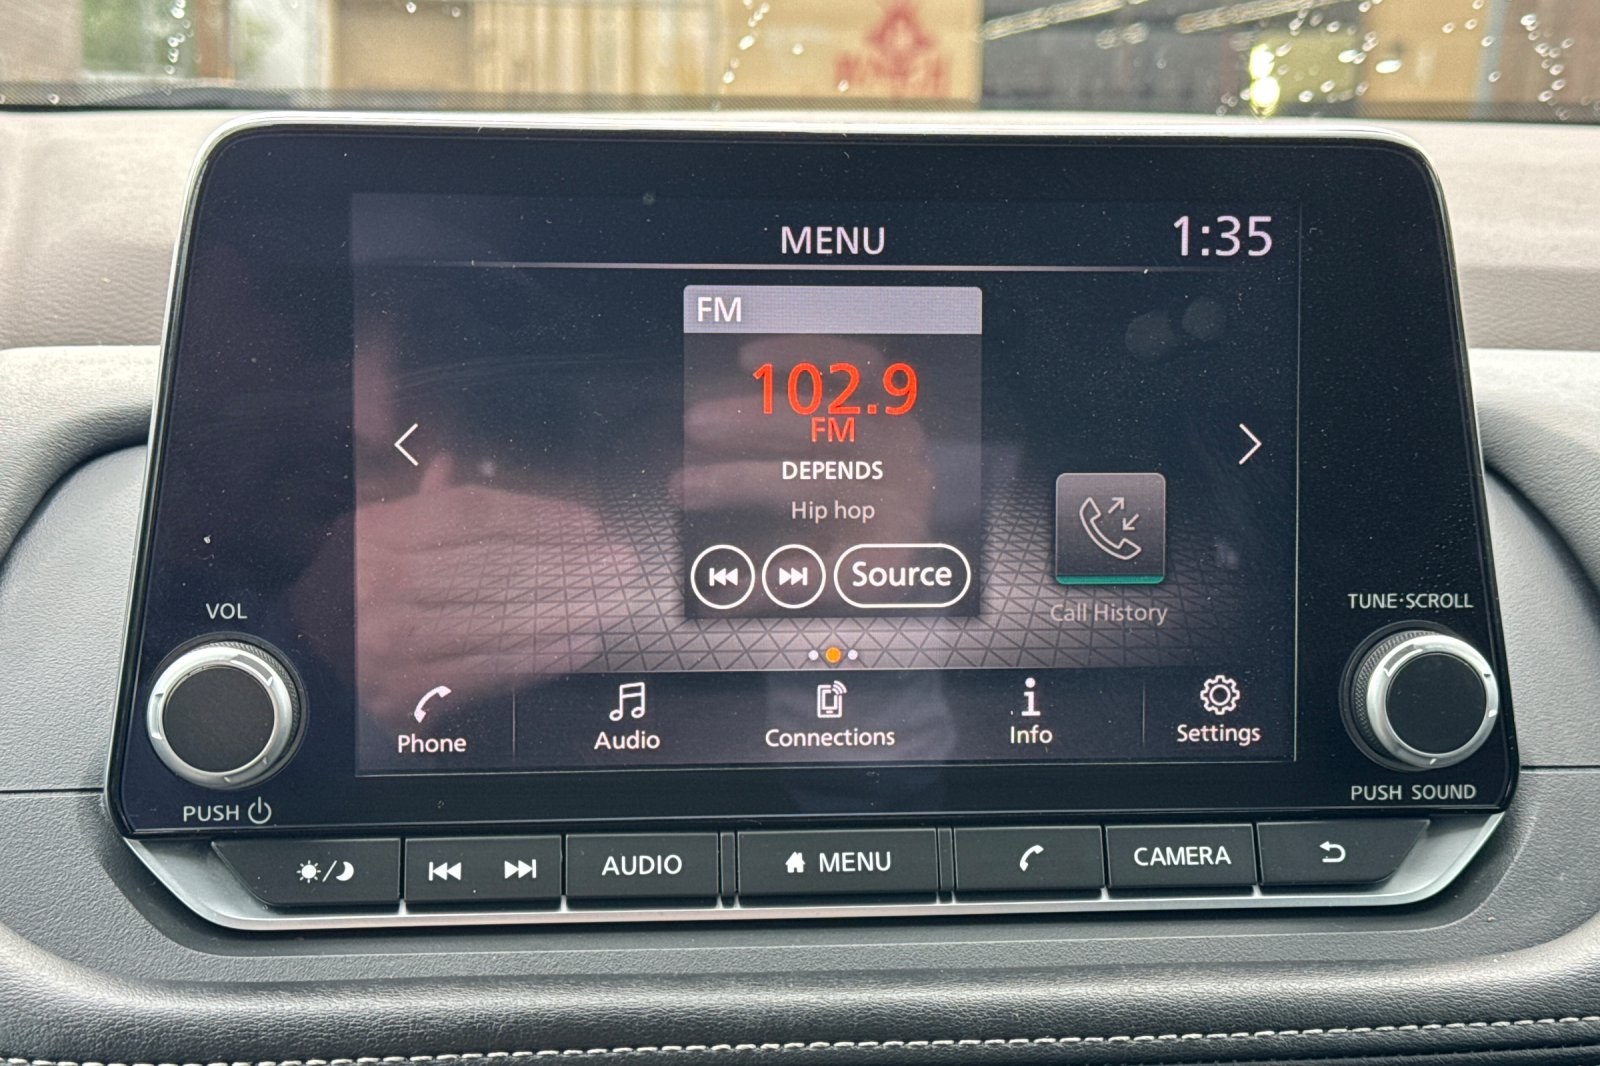 MENU
1:35
FM
102.9
FM
DEPENDS
Hip hop
Source
Call History
Phone
Audio
Connections
Info
Settings
VOL
PUSH
TUNE·SCROLL
PUSH SOUND
AUDIO
MENU
CAMERA